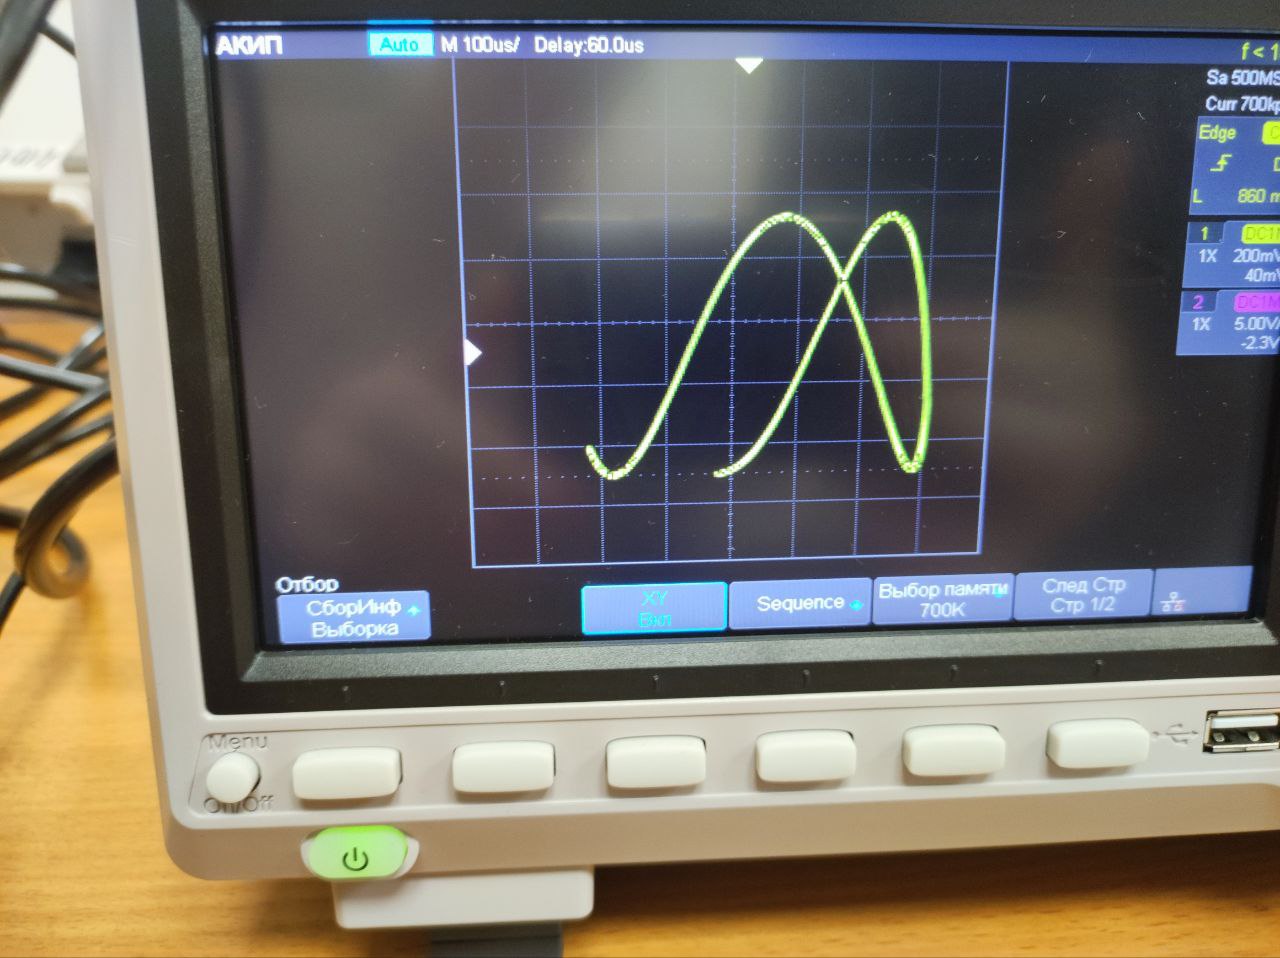 АКИП Auto M 100us/ Delay:60.0us
f < 1
Sa 500MS
Curr 700kp
Edge
L 860 m
1 DC1M
1X 200mV
40mV
2 DC1M
1X 5.00V/
-2.3V
Отбор
СборИнф
Выборка
XY
Вкл
Sequence
Выбор памяти
700K
След Стр
Стр 1/2
Menu
On/Off